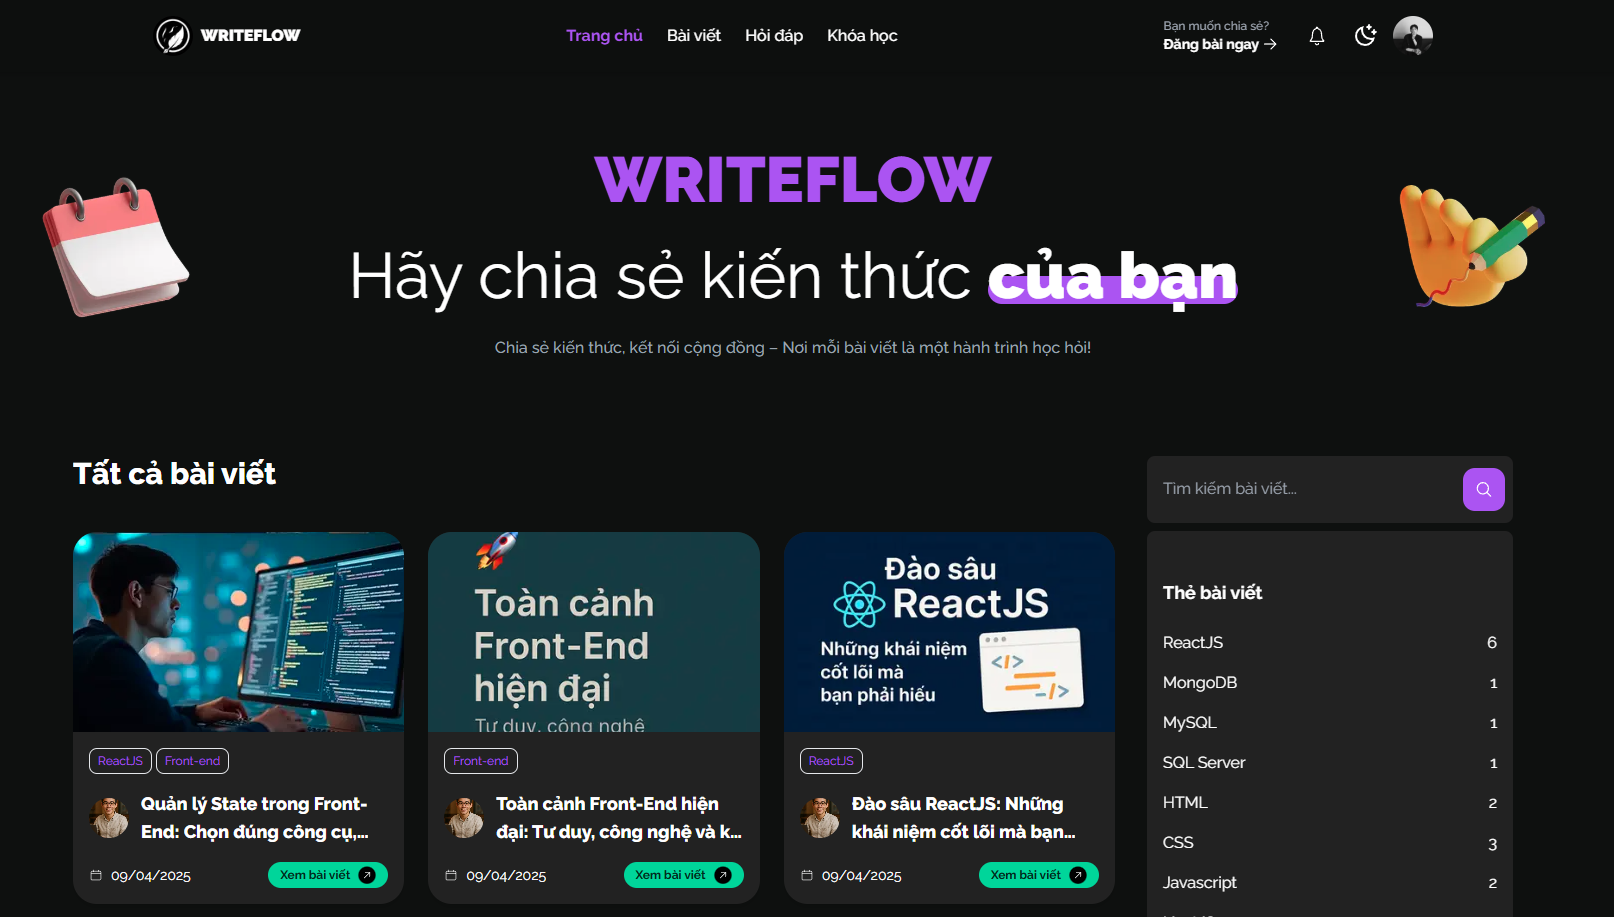 WRITEFLOW
Trang chủ
Bài viết
Hỏi đáp
Khóa học
Bạn muốn chia sẻ?
Đăng bài ngay →
WRITEFLOW
Hãy chia sẻ kiến thức của bạn
Chia sẻ kiến thức, kết nối cộng đồng – Nơi mỗi bài viết là một hành trình học hỏi!
Tất cả bài viết
ReactJS
Front-end
Quản lý State trong Front-
End: Chọn đúng công cụ,...
09/04/2025
Xem bài viết
Toàn cảnh
Front-End
hiện đại
Tư duy, công nghệ
Front-end
Toàn cảnh Front-End hiện
đại: Tư duy, công nghệ và k...
09/04/2025
Xem bài viết
Đào sâu
ReactJS
Những khái niệm
cốt lõi mà
bạn phải hiểu
</>
-/>
ReactJS
Đào sâu ReactJS: Những
khái niệm cốt lõi mà bạn...
09/04/2025
Xem bài viết
Tìm kiếm bài viết...
Thẻ bài viết
ReactJS 6
MongoDB 1
MySQL 1
SQL Server 1
HTML 2
CSS 3
Javascript 2